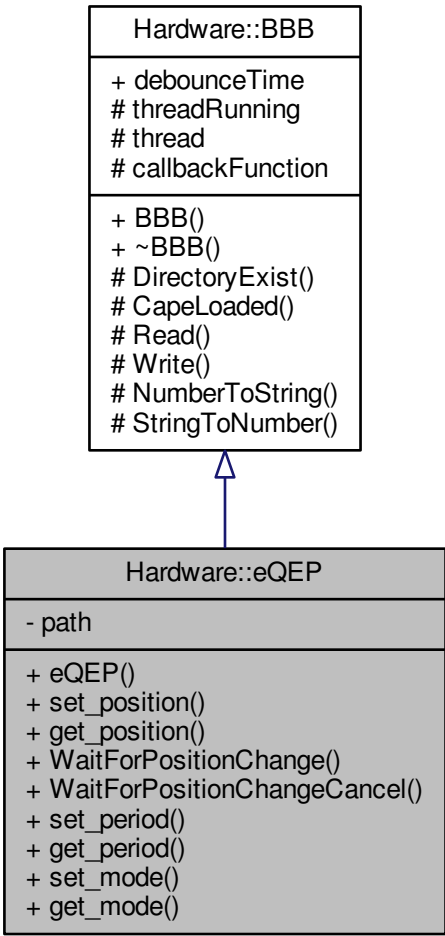 Hardware::BBB
+ debounceTime
# threadRunning
# thread
# callbackFunction
+ BBB()
+ ~BBB()
# DirectoryExist()
# CapeLoaded()
# Read()
# Write()
# NumberToString()
# StringToNumber()
Hardware::eQEP
- path
+ eQEP()
+ set_position()
+ get_position()
+ WaitForPositionChange()
+ WaitForPositionChangeCancel()
+ set_period()
+ get_period()
+ set_mode()
+ get_mode()